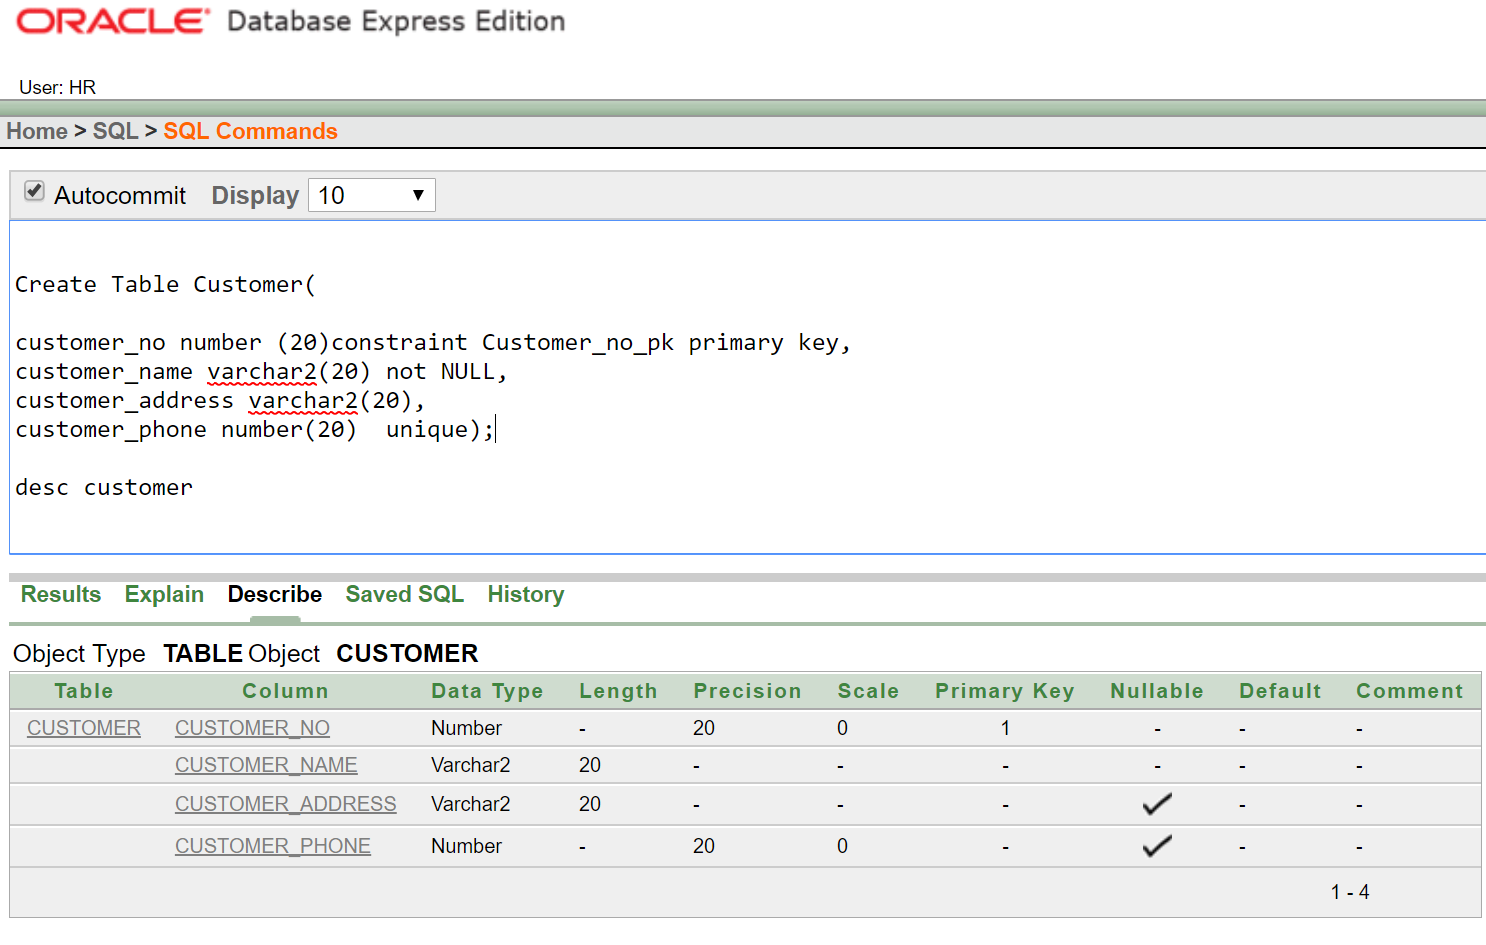 ORACLE® Database Express Edition
User: HR
Home > SQL > SQL Commands
Autocommit Display 10
Create Table Customer(
customer_no number (20)constraint Customer_no_pk primary key,
customer_name varchar2(20) not NULL,
customer_address varchar2(20),
customer_phone number(20)  unique);
desc customer
Results Explain Describe Saved SQL History
Object Type TABLE Object CUSTOMER
Table Column Data Type Length Precision Scale Primary Key Nullable Default Comment
CUSTOMER CUSTOMER_NO Number - 20 0 1 - - -
CUSTOMER_NAME Varchar2 20 - - - - - -
CUSTOMER_ADDRESS Varchar2 20 - - - ✓ - -
CUSTOMER_PHONE Number - 20 0 - ✓ - -
1 - 4